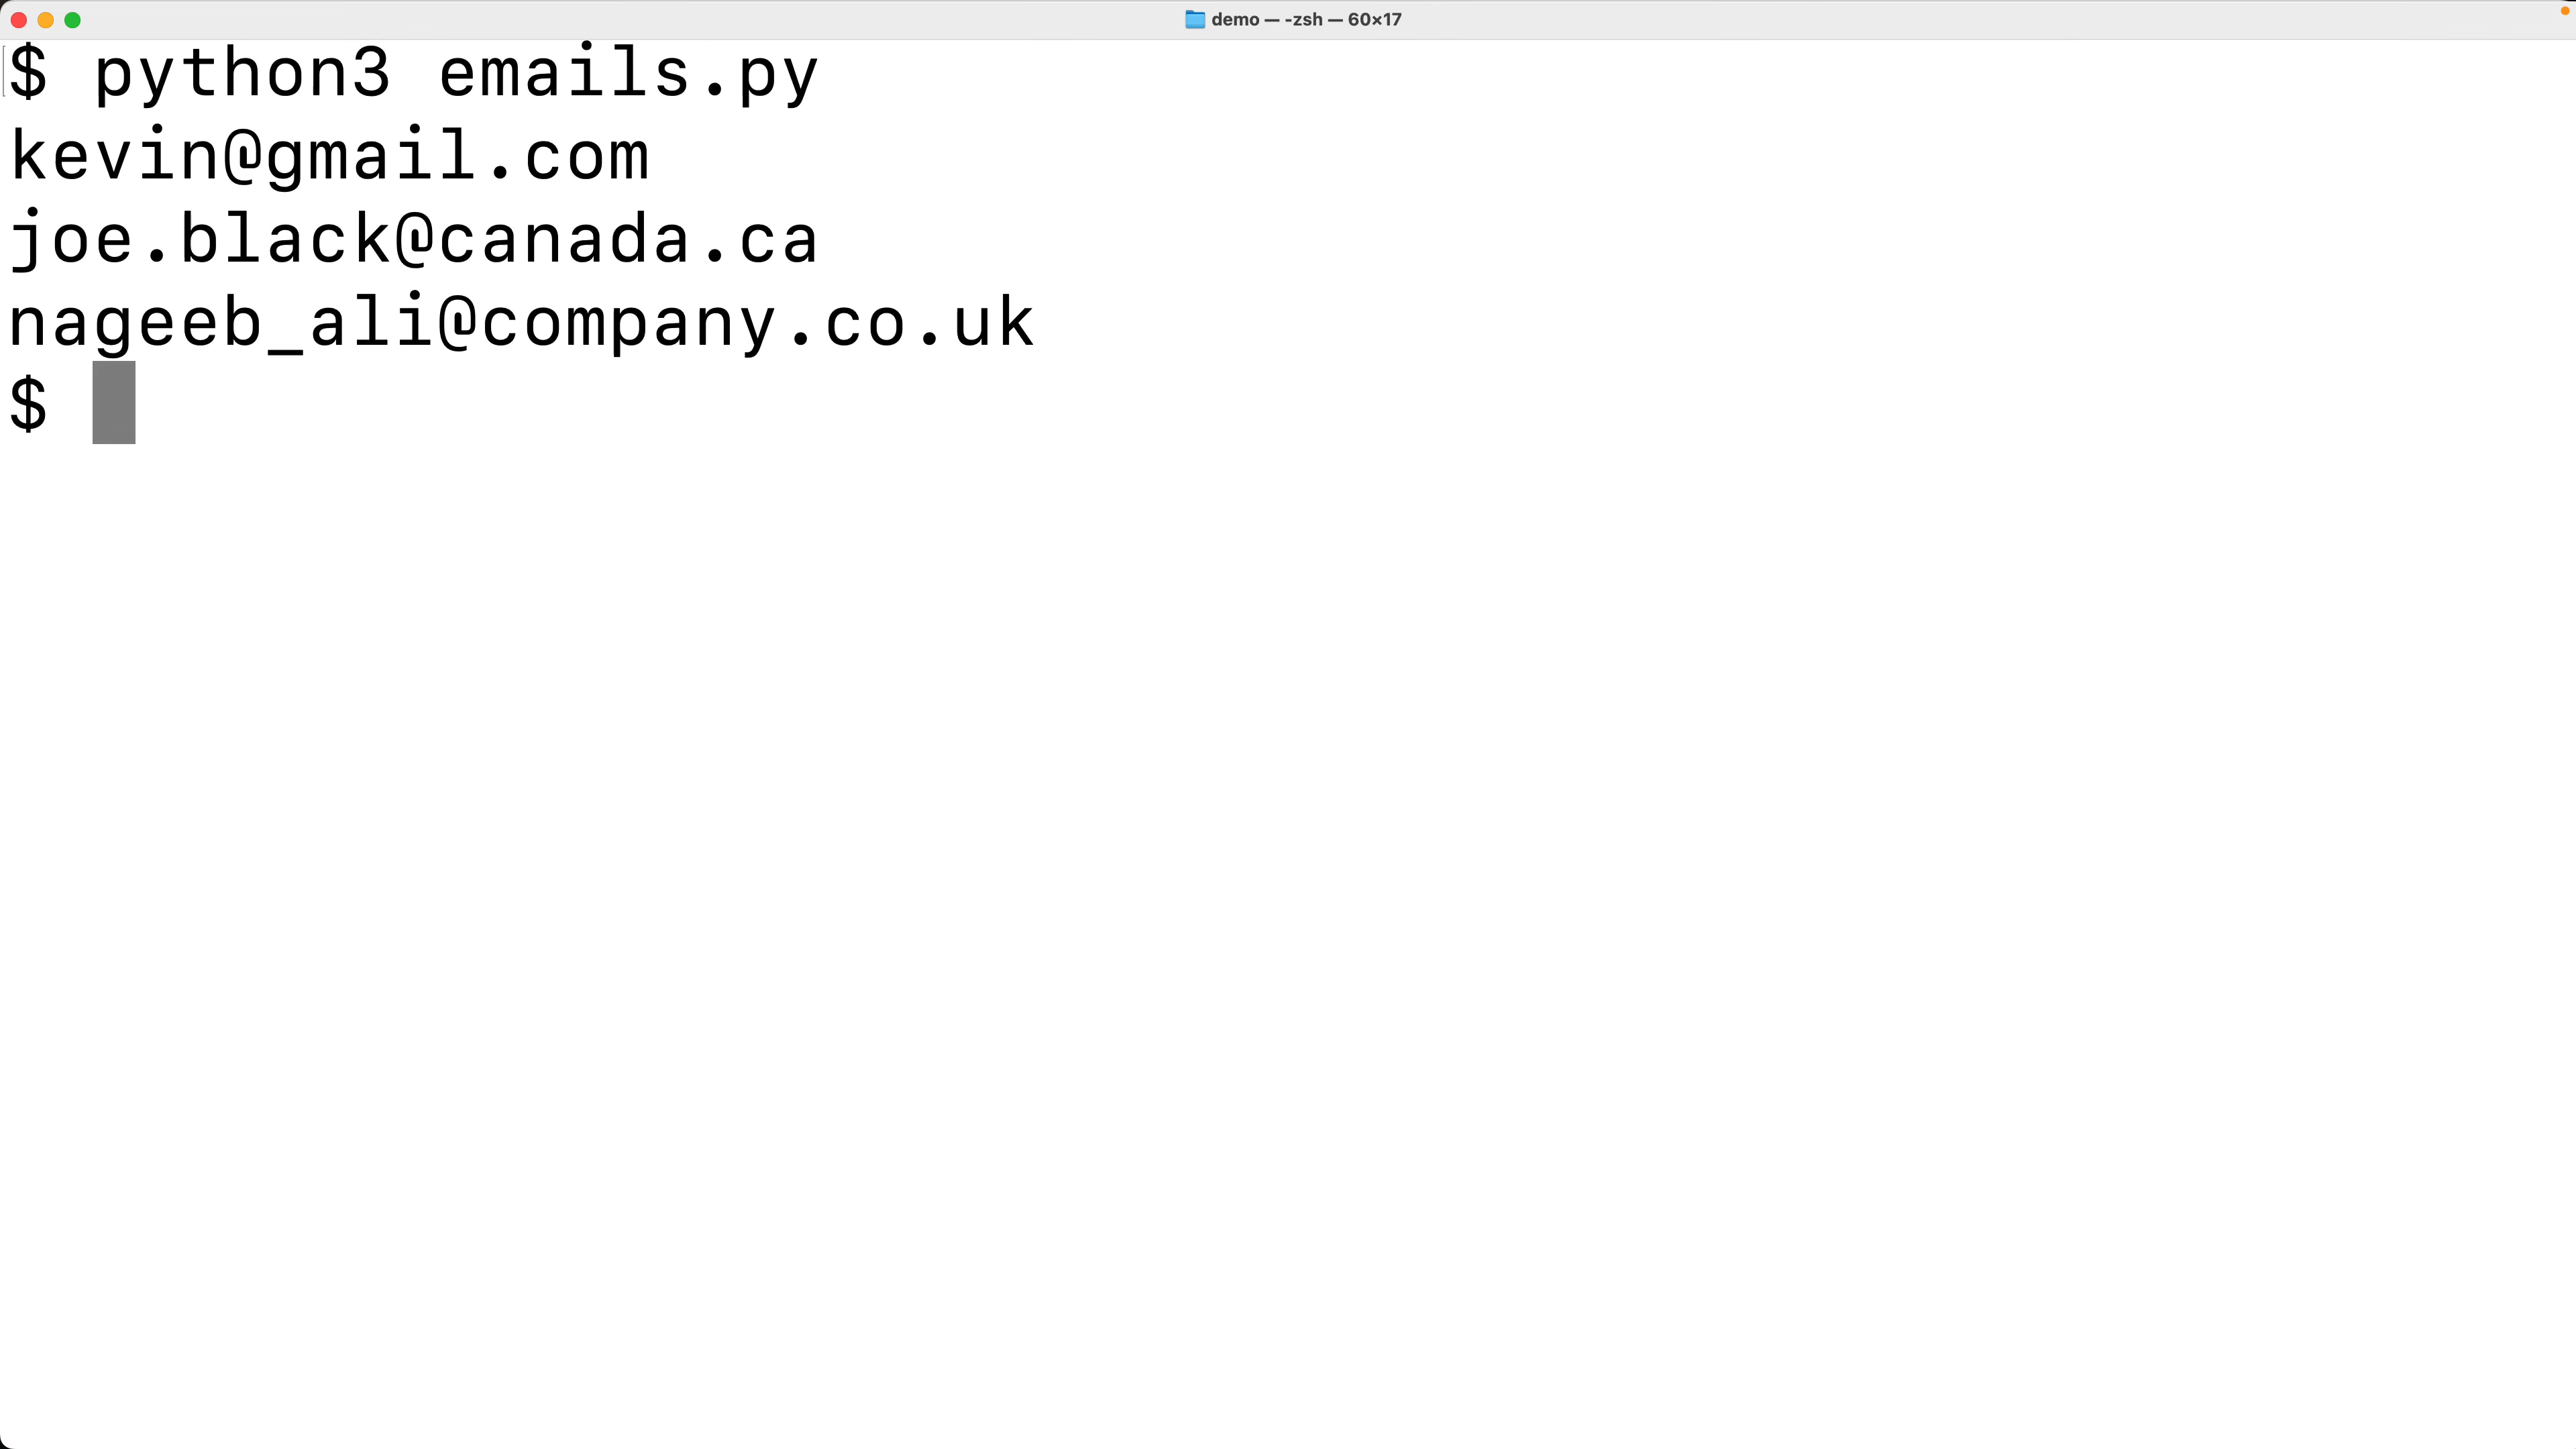 demo — -zsh — 60×17
$ python3 emails.py
kevin@gmail.com
joe.black@canada.ca
nageeb_ali@company.co.uk
$